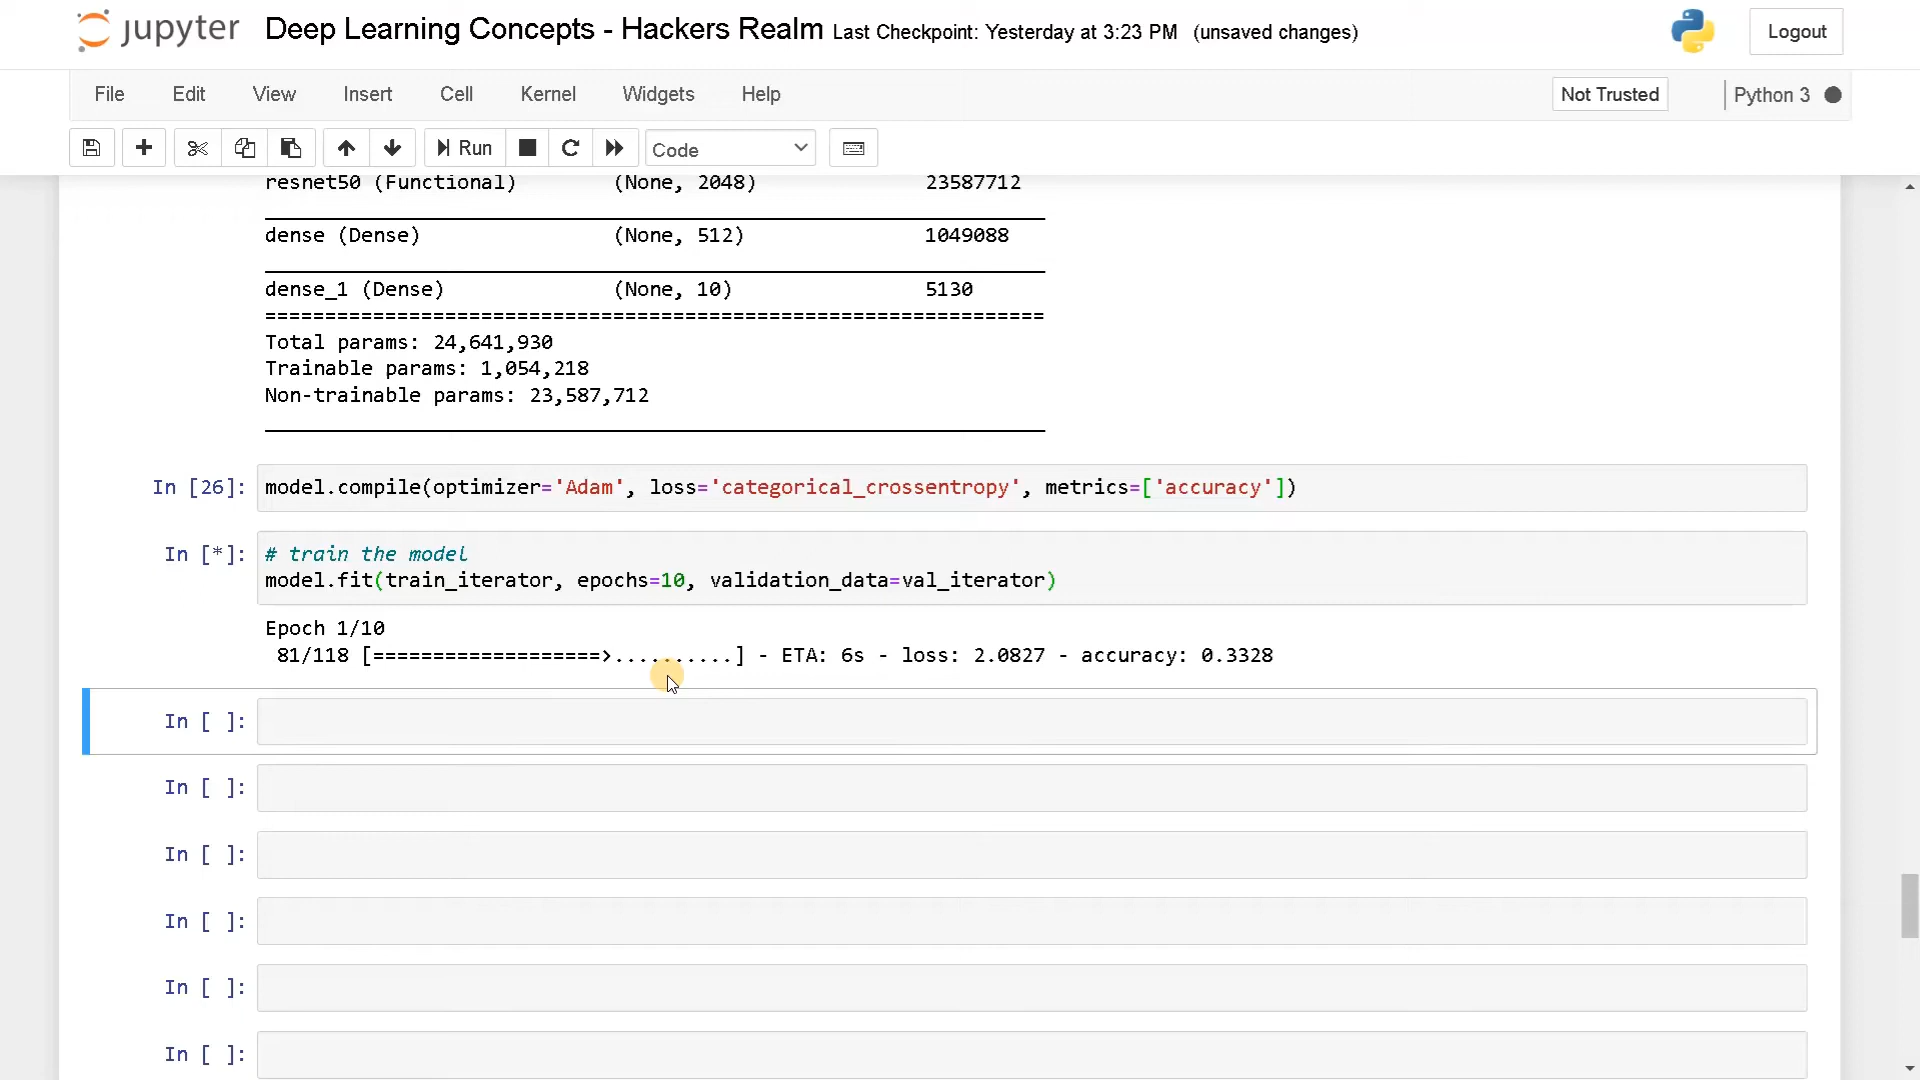 jupyter Deep Learning Concepts - Hackers Realm Last Checkpoint: Yesterday at 3:23 PM (unsaved changes) Logout
File Edit View Insert Cell Kernel Widgets Help Not Trusted Python 3
Run Code
resnet50 (Functional) (None, 2048) 23587712
dense (Dense) (None, 512) 1049088
dense_1 (Dense) (None, 10) 5130
=================================================================
Total params: 24,641,930
Trainable params: 1,054,218
Non-trainable params: 23,587,712
In [26]: model.compile(optimizer='Adam', loss='categorical_crossentropy', metrics=['accuracy'])
In [*]: # train the model
model.fit(train_iterator, epochs=10, validation_data=val_iterator)
Epoch 1/10
81/118 [===================>..........] - ETA: 6s - loss: 2.0827 - accuracy: 0.3328
In [ ]:
In [ ]:
In [ ]:
In [ ]:
In [ ]:
In [ ]: